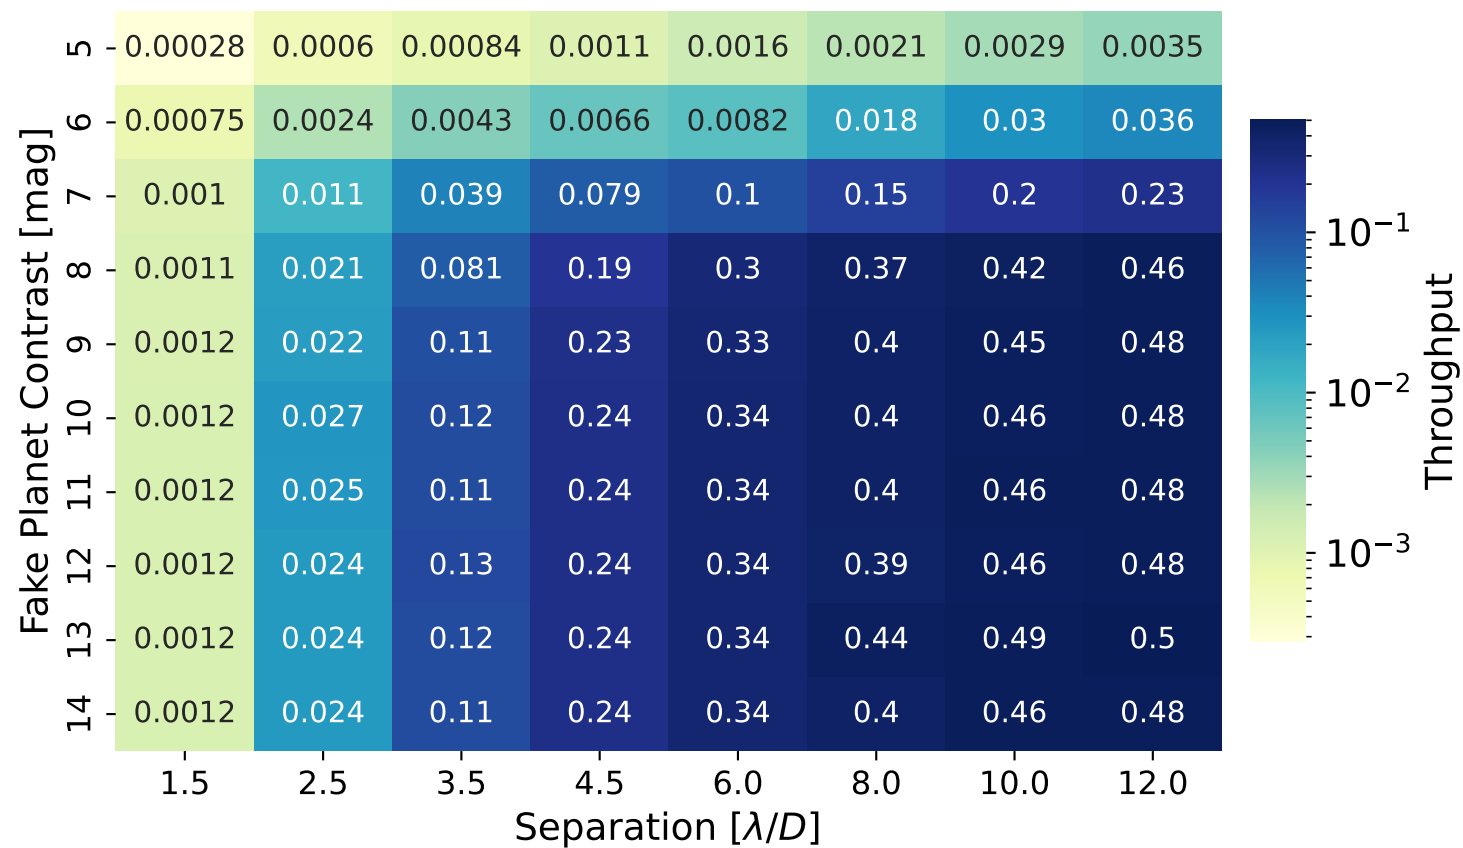 5 0.00028 0.0006 0.00084 0.0011 0.0016 0.0021 0.0029 0.0035
6 0.00075 0.0024 0.0043 0.0066 0.0082 0.018 0.03 0.036
7 0.001 0.011 0.039 0.079 0.1 0.15 0.2 0.23
8 0.0011 0.021 0.081 0.19 0.3 0.37 0.42 0.46
9 0.0012 0.022 0.11 0.23 0.33 0.4 0.45 0.48
10 0.0012 0.027 0.12 0.24 0.34 0.4 0.46 0.48
11 0.0012 0.025 0.11 0.24 0.34 0.4 0.46 0.48
12 0.0012 0.024 0.13 0.24 0.34 0.39 0.46 0.48
13 0.0012 0.024 0.12 0.24 0.34 0.44 0.49 0.5
14 0.0012 0.024 0.11 0.24 0.34 0.4 0.46 0.48
1.5 2.5 3.5 4.5 6.0 8.0 10.0 12.0
Separation [λ/D]
Fake Planet Contrast [mag]
10⁻¹
10⁻²
10⁻³
Throughput